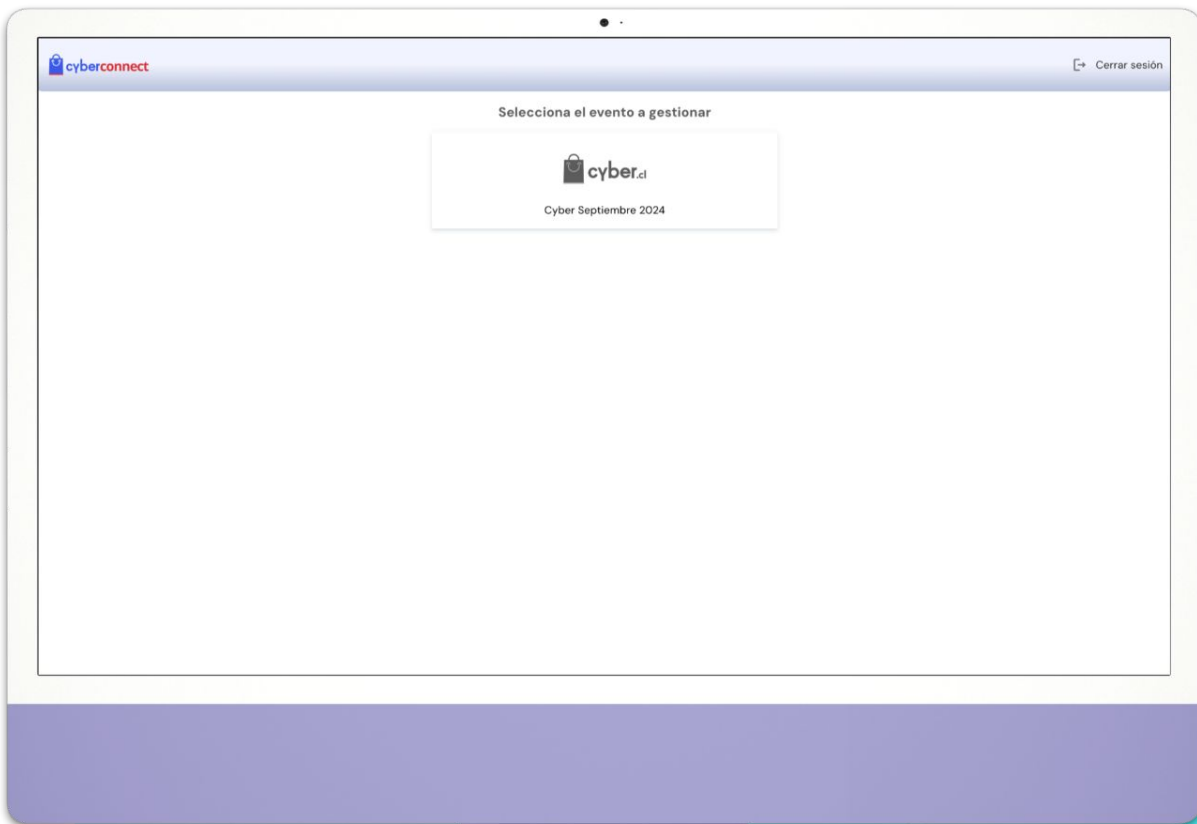 cyberconnect
Cerrar sesión
Selecciona el evento a gestionar
cyber.cl
Cyber Septiembre 2024